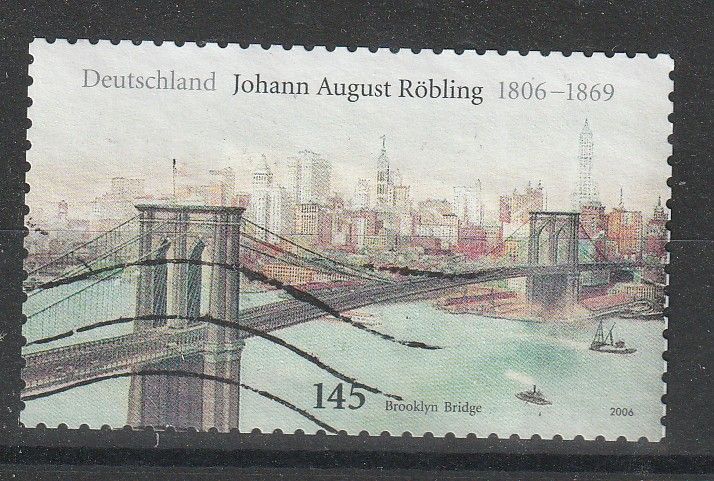 Deutschland Johann August Röbling 1806–1869
145 Brooklyn Bridge 2006